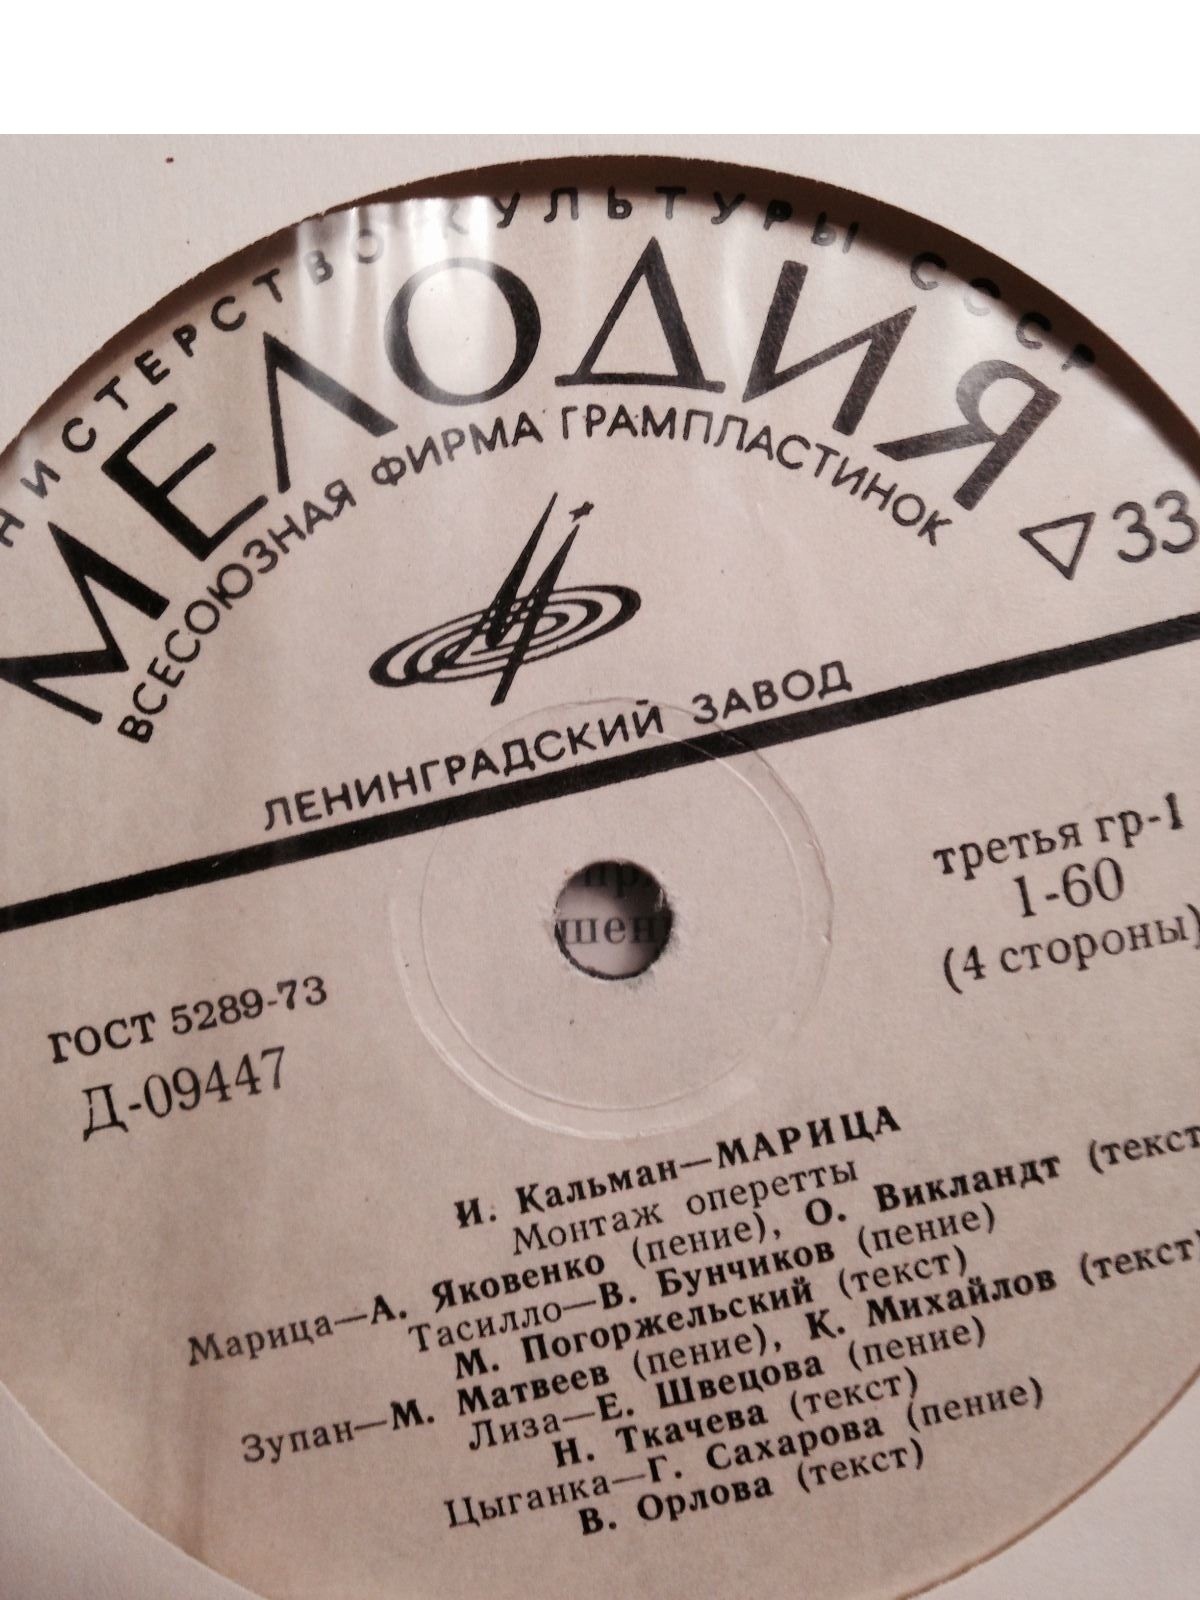 НИСТЕРСТВО КУЛЬТУРЫ СССР
МЕЛОДИЯ
ВСЕСОЮЗНАЯ ФИРМА ГРАМПЛАСТИНОК
33
ЛЕНИНГРАДСКИЙ ЗАВОД
третья гр-1
1-60
(4 стороны)
ГОСТ 5289-73
Д-09447
И. Кальман—МАРИЦА
Монтаж оперетты
Марица—А. Яковенко (пение), О. Викландт (текст
Тасилло—В. Бунчиков (пение)
М. Погоржельский (текст)
Зупан—М. Матвеев (пение), К. Михайлов (текст)
Лиза—Е. Швецова (пение)
Н. Ткачева (текст)
Цыганка—Г. Сахарова (пение)
В. Орлова (текст)